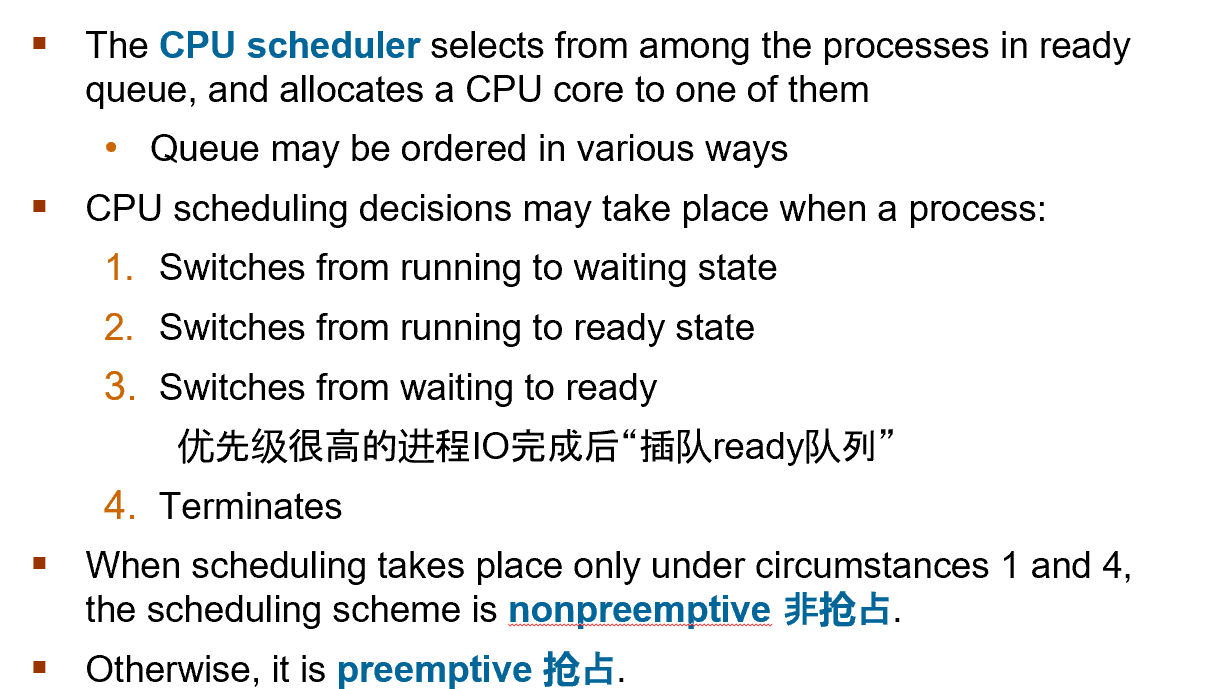 ▪ The CPU scheduler selects from among the processes in ready
queue, and allocates a CPU core to one of them
• Queue may be ordered in various ways
▪ CPU scheduling decisions may take place when a process:
1. Switches from running to waiting state
2. Switches from running to ready state
3. Switches from waiting to ready
优先级很高的进程IO完成后“插队ready队列”
4. Terminates
▪ When scheduling takes place only under circumstances 1 and 4,
the scheduling scheme is nonpreemptive 非抢占.
▪ Otherwise, it is preemptive 抢占.